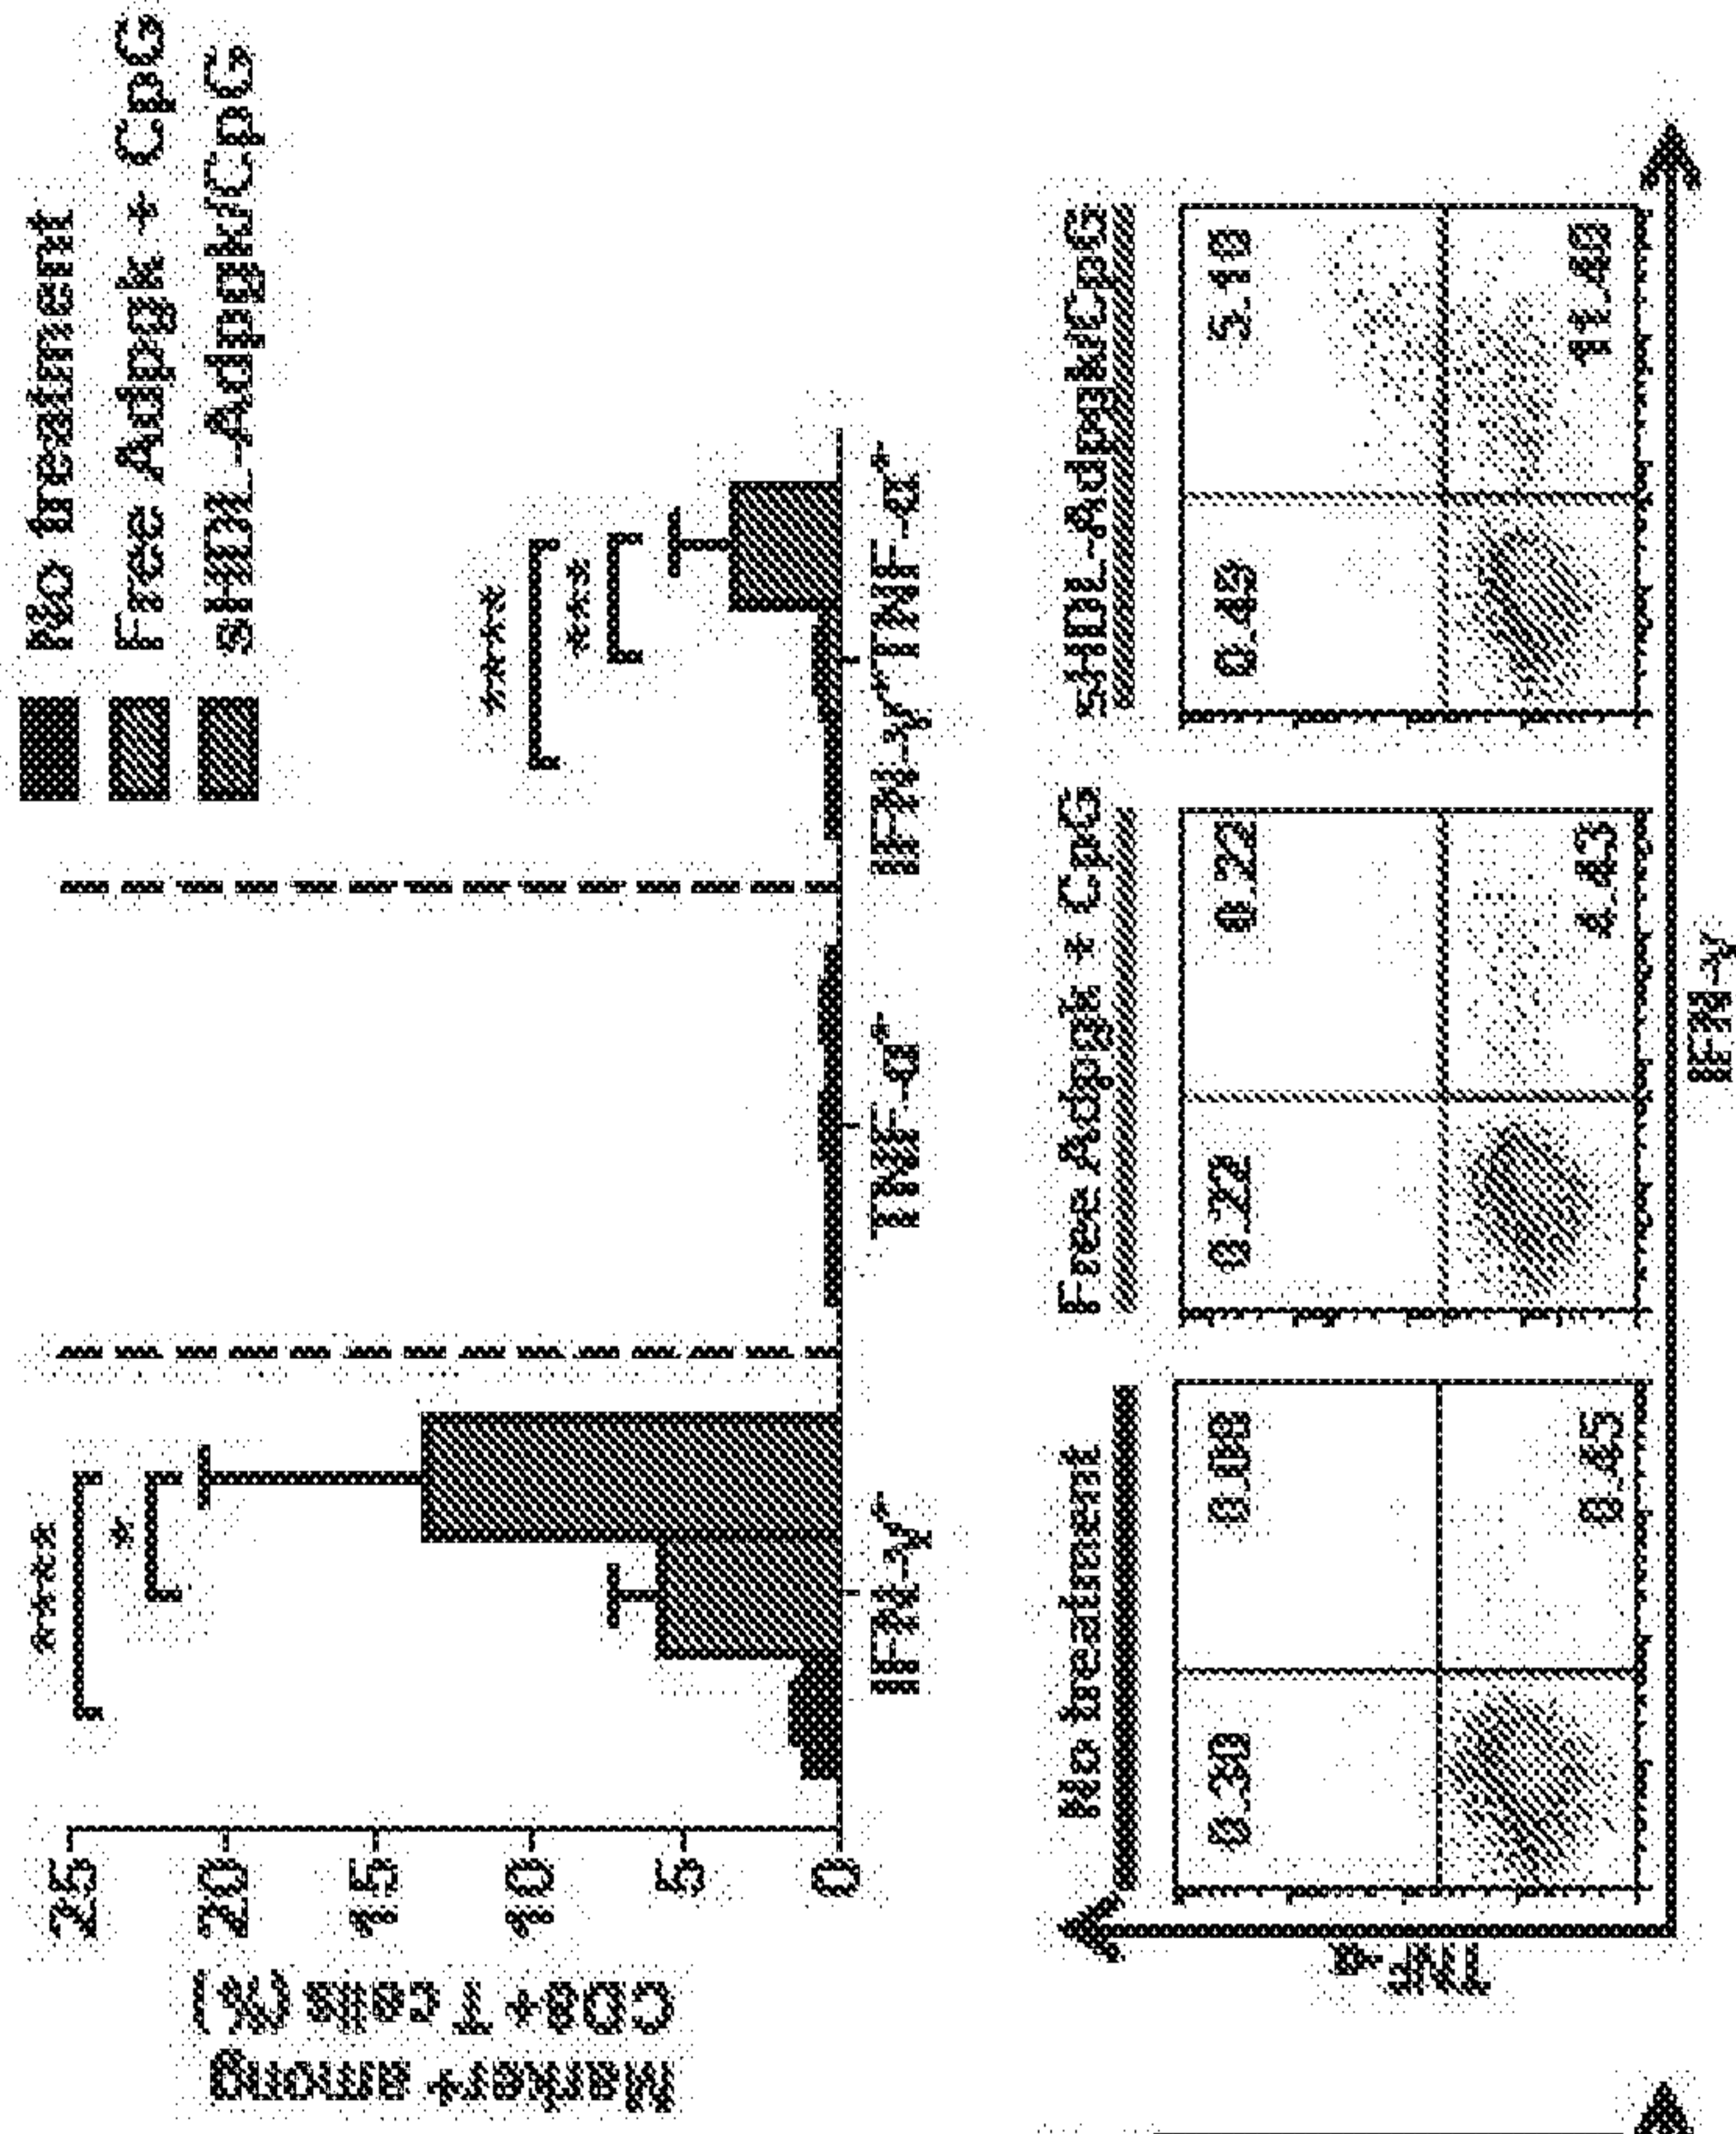 No treatment
Free Adpgk + CpG
sHDL-Adpgk/CpG
Marker+ among
CD8+ T cells (%)
25
20
15
10
5
0
****
*
****
***
IFN-γ⁺
TNF-α⁺
IFN-γ⁺TNF-α⁺
No treatment
Free Adpgk + CpG
sHDL-Adpgk/CpG
0.30
0.08
0.45
0.22
0.22
4.43
0.49
5.10
11.40
TNF-α
IFN-γ